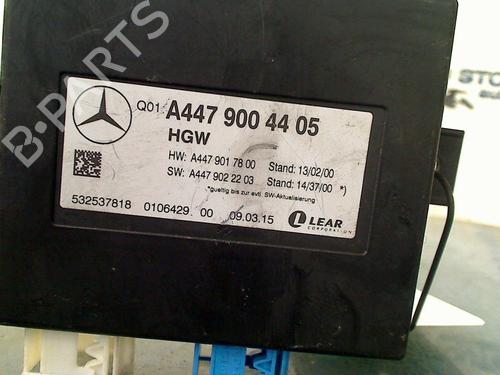 Q01 A447 900 44 05
HGW
HW: A447 901 78 00 Stand: 13/02/00
SW: A447 902 22 03 Stand: 14/37/00 *)
*gueltig bis zur evtl. SW-Aktualisierung
532537818 0106429. 00 09.03.15
LEAR
CORPORATION
B-PARTS
STO